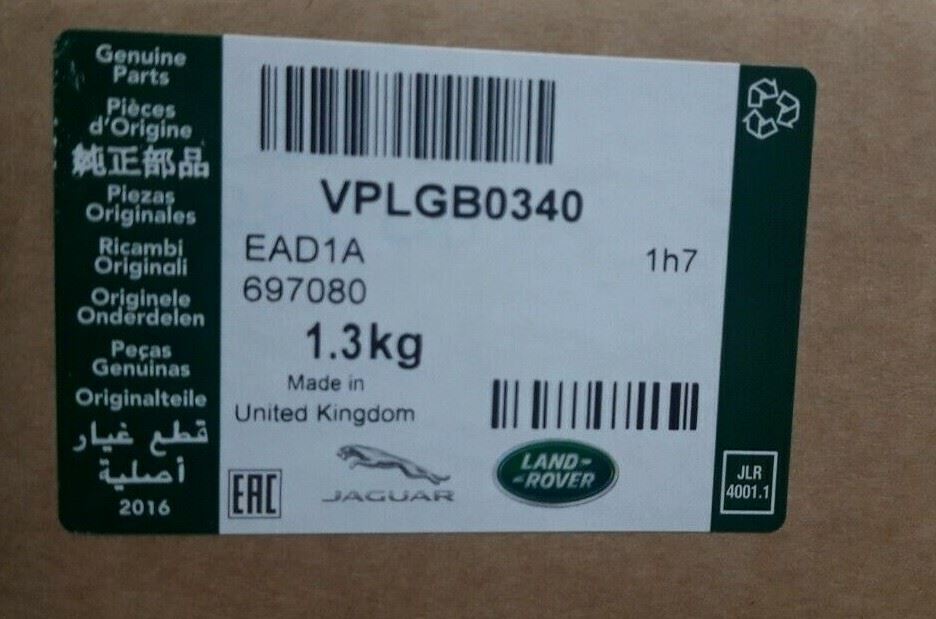 Genuine
Parts
Pièces
d'Origine
純正部品
Piezas
Originales
Ricambi
Originali
Originele
Onderdelen
Peças
Genuinas
Originalteile
قطع غيار
أصلية
2016
VPLGB0340
EAD1A
1h7
697080
1.3kg
Made in
United Kingdom
EAC
JAGUAR
LAND-
-ROVER
JLR
4001.1